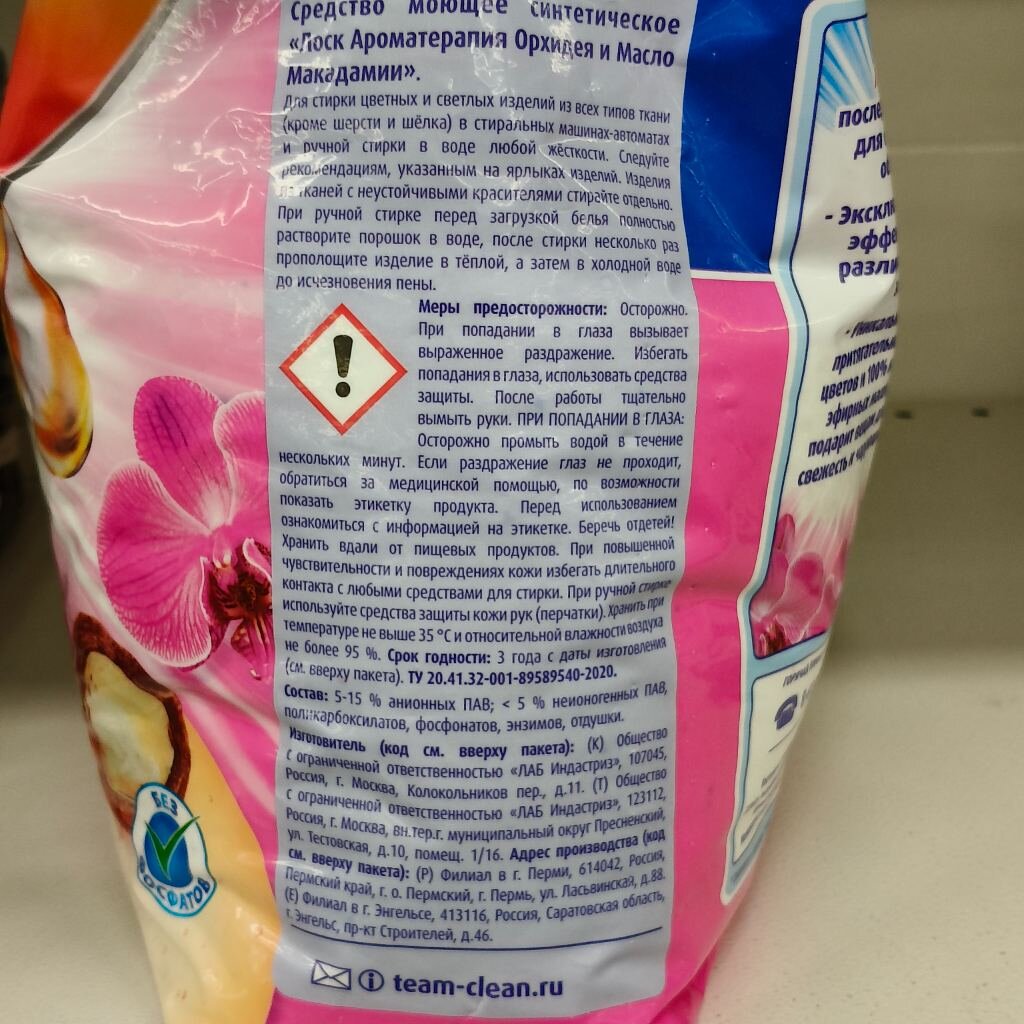 Средство моющее синтетическое
«Лоск Ароматерапия Орхидея и Масло
Макадамии».
Для стирки цветных и светлых изделий из всех типов ткани
(кроме шерсти и шёлка) в стиральных машинах-автоматах
и ручной стирки в воде любой жёсткости. Следуйте
рекомендациям, указанным на ярлыках изделий. Изделия
из тканей с неустойчивыми красителями стирайте отдельно.
При ручной стирке перед загрузкой белья полностью
растворите порошок в воде, после стирки несколько раз
прополощите изделие в тёплой, а затем в холодной воде
до исчезновения пены.
Меры предосторожности: Осторожно.
При попадании в глаза вызывает
выраженное раздражение. Избегать
попадания в глаза, использовать средства
защиты. После работы тщательно
вымыть руки. ПРИ ПОПАДАНИИ В ГЛАЗА:
Осторожно промыть водой в течение
нескольких минут. Если раздражение глаз не проходит,
обратиться за медицинской помощью, по возможности
показать этикетку продукта. Перед использованием
ознакомиться с информацией на этикетке. Беречь отдетей!
Хранить вдали от пищевых продуктов. При повышенной
чувствительности и повреждениях кожи избегать длительного
контакта с любыми средствами для стирки. При ручной стирке
используйте средства защиты кожи рук (перчатки). Хранить при
температуре не выше 35 °С и относительной влажности воздуха
не более 95 %. Срок годности: 3 года с даты изготовления
(см. вверху пакета). ТУ 20.41.32-001-89589540-2020.
Состав: 5-15 % анионных ПАВ; < 5 % неионогенных ПАВ,
поликарбоксилатов, фосфонатов, энзимов, отдушки.
Изготовитель (код см. вверху пакета): (К) Общество
с ограниченной ответственностью «ЛАБ Индастриз», 107045,
Россия, г. Москва, Колокольников пер., д.11. (Т) Общество
с ограниченной ответственностью «ЛАБ Индастриз», 123112,
Россия, г. Москва, вн.тер.г. муниципальный округ Пресненский,
ул. Тестовская, д.10, помещ. 1/16. Адрес производства (код
см. вверху пакета): (Р) Филиал в г. Перми, 614042, Россия,
Пермский край, г. о. Пермский, г. Пермь, ул. Ласьвинская, д.88.
(Е) Филиал в г. Энгельсе, 413116, Россия, Саратовская область,
г. Энгельс, пр-кт Строителей, д.46.
team-clean.ru
БЕЗ
ФОСФАТОВ
после
для
- Эксклю
эффе
разли
притягательн
цветов и 100%
эфирных
подарит
свежесть и